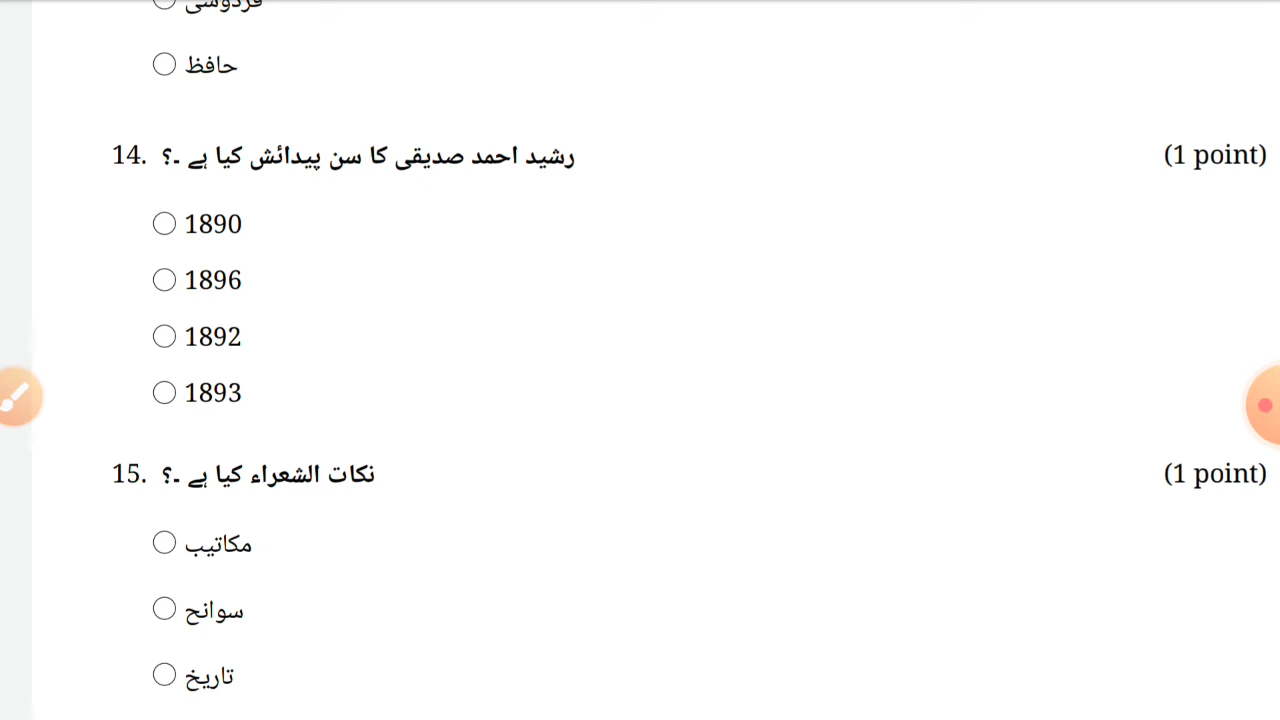 فردوسی
حافظ
14. رشید احمد صدیقی کا سن پیدائش کیا ہے ۔؟ (1 point)
1890
1896
1892
1893
15. نکات الشعراء کیا ہے ۔؟ (1 point)
مکاتیب
سوانح
تاریخ